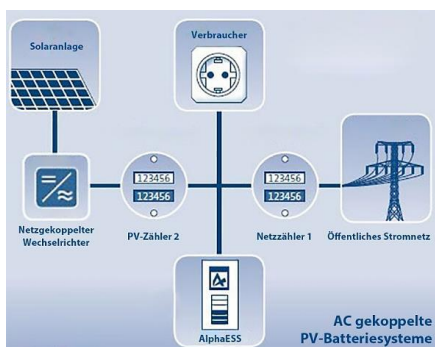 Solaranlage
Verbraucher
123456
123456
123456
123456
Netzgekoppelter
Wechselrichter
PV-Zähler 2
Netzzähler 1
Öffentliches Stromnetz
AlphaESS
AC gekoppelte
PV-Batteriesysteme